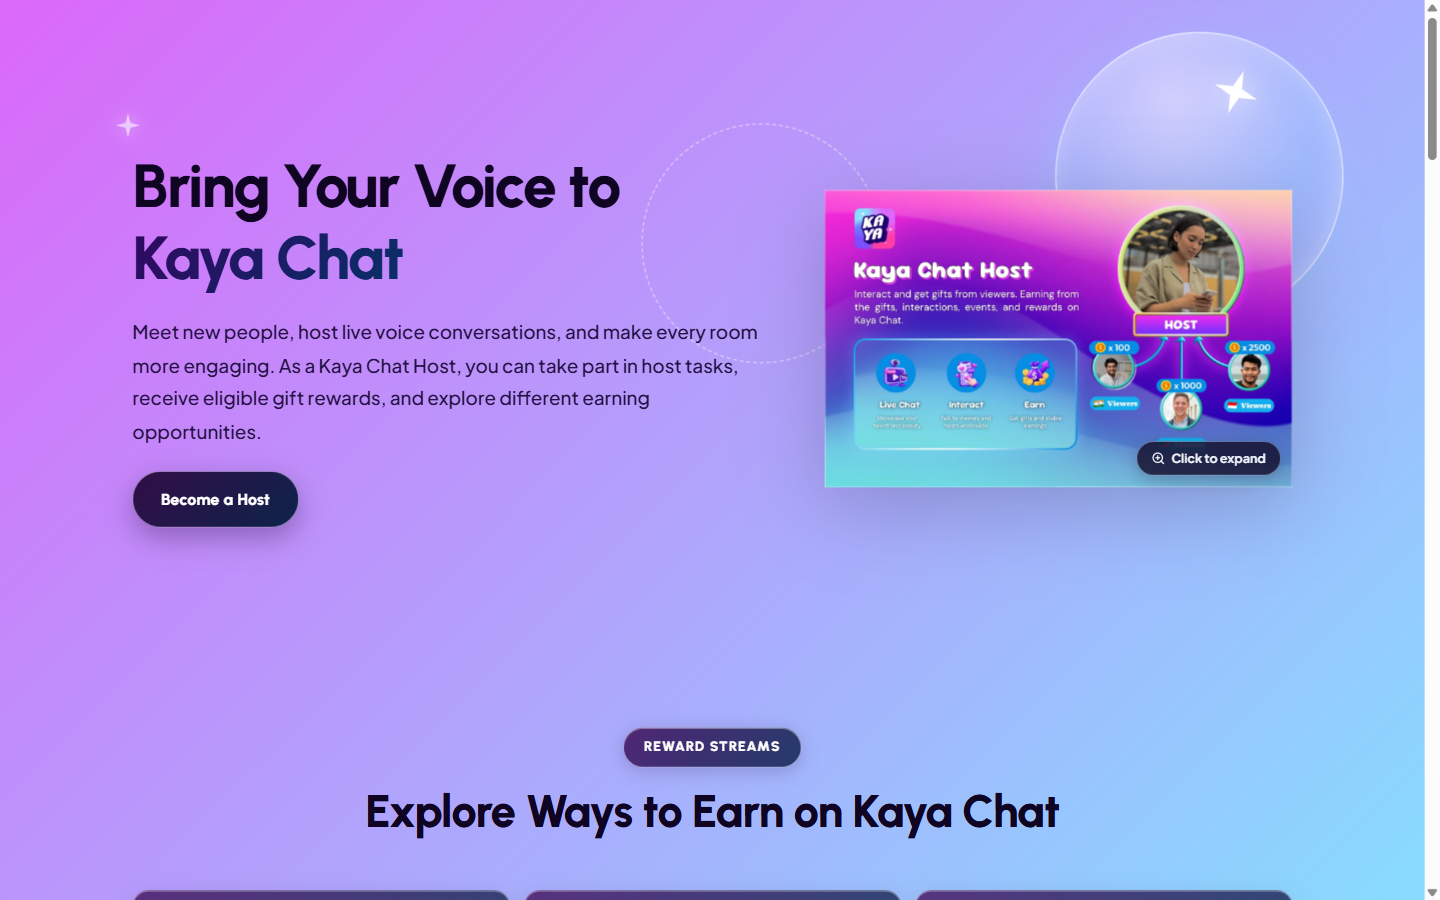 Bring Your Voice to
Kaya Chat
Meet new people, host live voice conversations, and make every room
more engaging. As a Kaya Chat Host, you can take part in host tasks,
receive eligible gift rewards, and explore different earning
opportunities.
Become a Host
KA
YA
Kaya Chat Host
Interact and get gifts from viewers. Earning from
the gifts, interactions, events, and rewards on
Kaya Chat.
HOST
x 100
x 2500
x 1000
Viewers
Viewers
Live Chat
Interact
Earn
Click to expand
REWARD STREAMS
Explore Ways to Earn on Kaya Chat